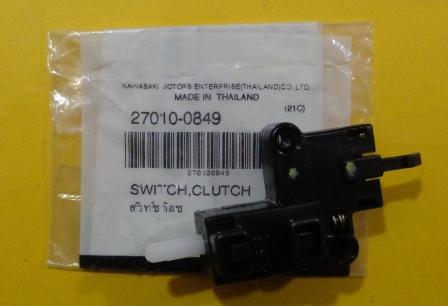 KAWASAKI MOTORS ENTERPRISE(THAILAND)CO.,LTD
MADE IN THAILAND
(21C)
27010-0849
270100849
SWITCH,CLUTCH
สวิทช์ คลัช